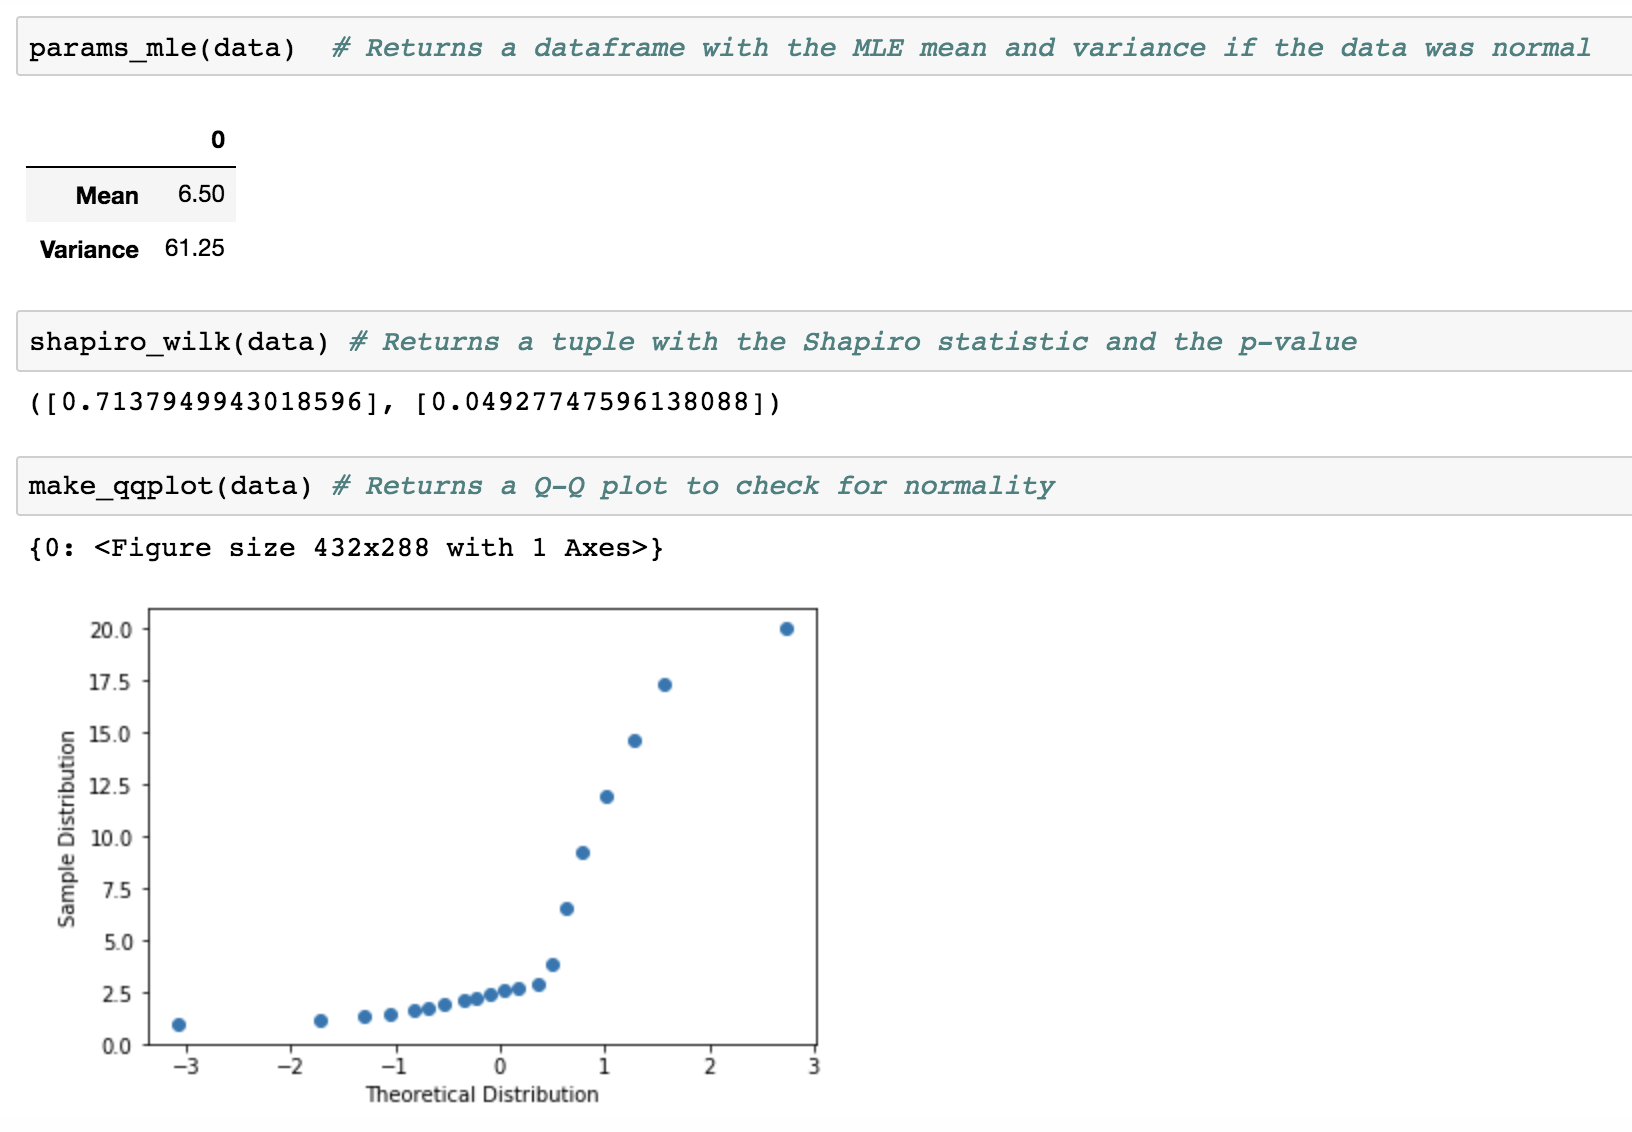 params_mle(data)  # Returns a dataframe with the MLE mean and variance if the data was normal
0
Mean 6.50
Variance 61.25
shapiro_wilk(data) # Returns a tuple with the Shapiro statistic and the p-value
([0.7137949943018596], [0.04927747596138088])
make_qqplot(data) # Returns a Q-Q plot to check for normality
{0: <Figure size 432x288 with 1 Axes>}
20.0
17.5
15.0
12.5
10.0
7.5
5.0
2.5
0.0
Sample Distribution
−3 −2 −1 0 1 2 3
Theoretical Distribution